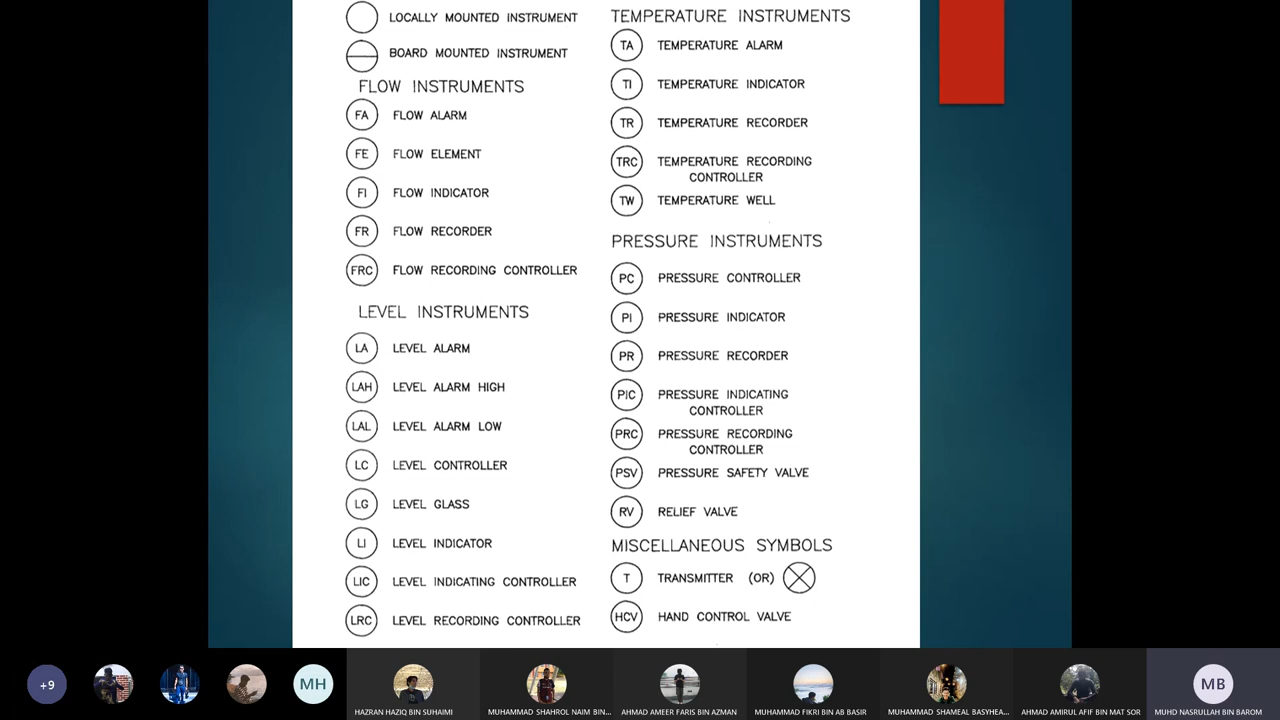 LOCALLY MOUNTED INSTRUMENT
BOARD MOUNTED INSTRUMENT
FLOW INSTRUMENTS
FA FLOW ALARM
FE FLOW ELEMENT
FI FLOW INDICATOR
FR FLOW RECORDER
FRC FLOW RECORDING CONTROLLER
LEVEL INSTRUMENTS
LA LEVEL ALARM
LAH LEVEL ALARM HIGH
LAL LEVEL ALARM LOW
LC LEVEL CONTROLLER
LG LEVEL GLASS
LI LEVEL INDICATOR
LIC LEVEL INDICATING CONTROLLER
LRC LEVEL RECORDING CONTROLLER
TEMPERATURE INSTRUMENTS
TA TEMPERATURE ALARM
TI TEMPERATURE INDICATOR
TR TEMPERATURE RECORDER
TRC TEMPERATURE RECORDING
CONTROLLER
TW TEMPERATURE WELL
PRESSURE INSTRUMENTS
PC PRESSURE CONTROLLER
PI PRESSURE INDICATOR
PR PRESSURE RECORDER
PIC PRESSURE INDICATING
CONTROLLER
PRC PRESSURE RECORDING
CONTROLLER
PSV PRESSURE SAFETY VALVE
RV RELIEF VALVE
MISCELLANEOUS SYMBOLS
T TRANSMITTER (OR)
HCV HAND CONTROL VALVE
+9
MH
MB
HAZRAN HAZIQ BIN SUHAIMI
MUHAMMAD SHAHROL NAIM BIN...
AHMAD AMEER FARIS BIN AZMAN
MUHAMMAD FIKRI BIN AB BASIR
MUHAMMAD SHAMEAL BASYHEA...
AHMAD AMIRUL AFIF BIN MAT SOR
MUHD NASRULLAH BIN BAROM